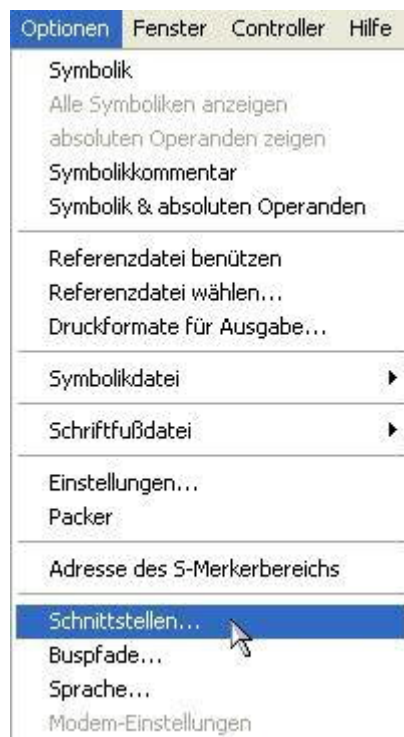 Optionen Fenster Controller Hilfe
Symbolik
Alle Symboliken anzeigen
absoluten Operanden zeigen
Symbolikkommentar
Symbolik & absoluten Operanden
Referenzdatei benützen
Referenzdatei wählen...
Druckformate für Ausgabe...
Symbolikdatei
Schriftfußdatei
Einstellungen...
Packer
Adresse des S-Merkerbereichs
Schnittstellen...
Buspfade...
Sprache...
Modem-Einstellungen